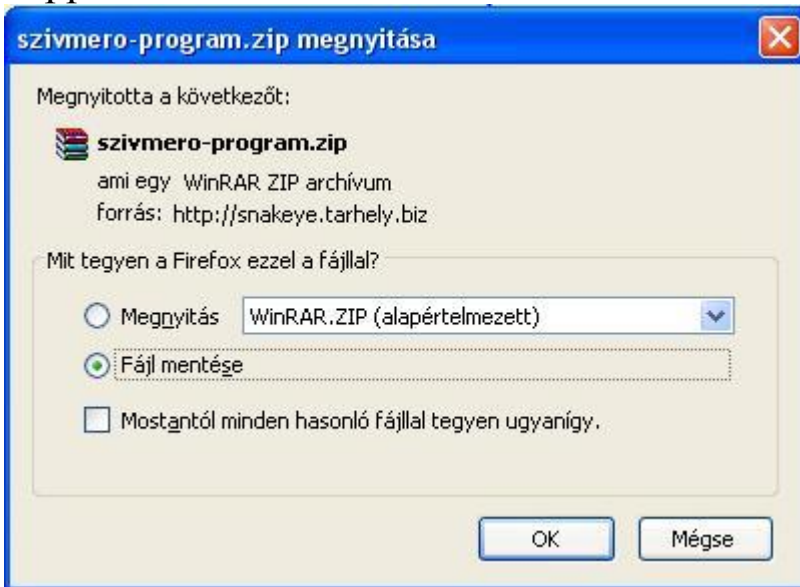 szivmero-program.zip megnyitása
Megnyitotta a következőt:
szivmero-program.zip
ami egy WinRAR ZIP archívum
forrás: http://snakeye.tarhely.biz
Mit tegyen a Firefox ezzel a fájllal?
Megnyitás WinRAR.ZIP (alapértelmezett)
Fájl mentése
Mostantól minden hasonló fájllal tegyen ugyanígy.
OK Mégse